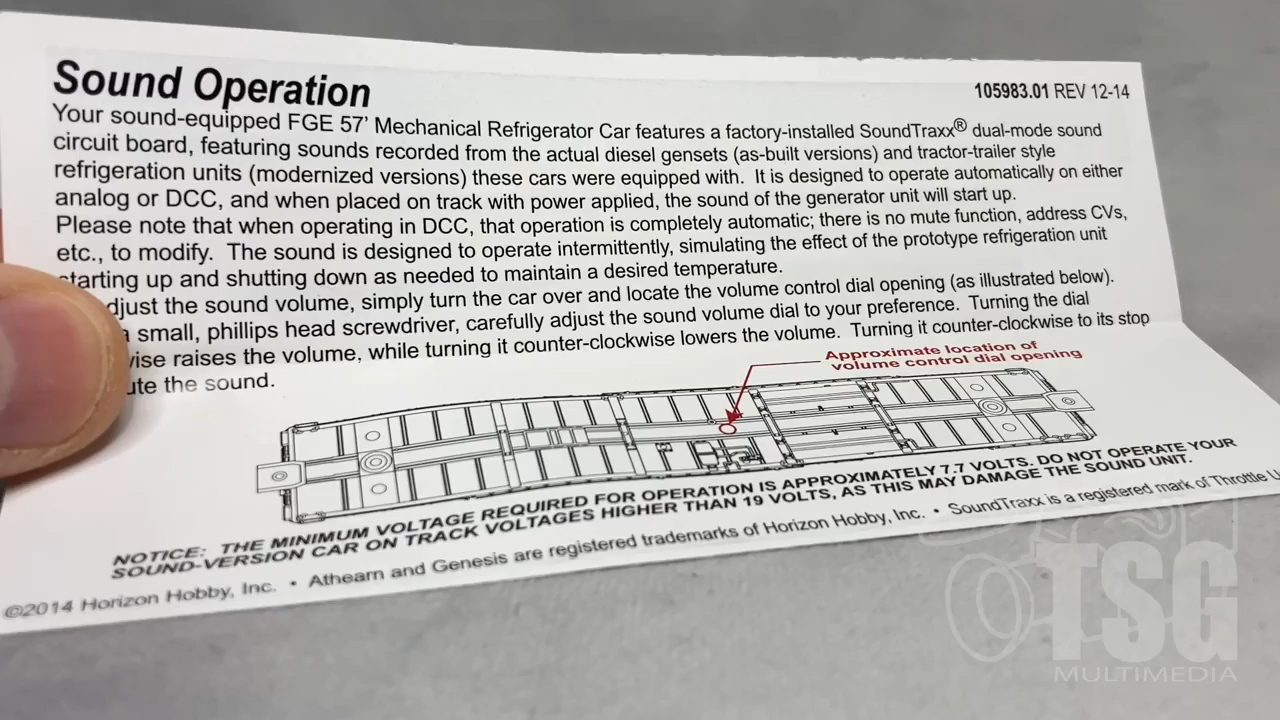 Sound Operation
105983.01 REV 12-14
Your sound-equipped FGE 57' Mechanical Refrigerator Car features a factory-installed SoundTraxx® dual-mode sound
circuit board, featuring sounds recorded from the actual diesel gensets (as-built versions) and tractor-trailer style
refrigeration units (modernized versions) these cars were equipped with. It is designed to operate automatically on either
analog or DCC, and when placed on track with power applied, the sound of the generator unit will start up.
Please note that when operating in DCC, that operation is completely automatic; there is no mute function, address CVs,
etc., to modify. The sound is designed to operate intermittently, simulating the effect of the prototype refrigeration unit
starting up and shutting down as needed to maintain a desired temperature.
djust the sound volume, simply turn the car over and locate the volume control dial opening (as illustrated below).
small, phillips head screwdriver, carefully adjust the sound volume dial to your preference. Turning the dial
wise raises the volume, while turning it counter-clockwise lowers the volume. Turning it counter-clockwise to its stop
ute the sound.
Approximate location of
volume control dial opening
NOTICE: THE MINIMUM VOLTAGE REQUIRED FOR OPERATION IS APPROXIMATELY 7.7 VOLTS. DO NOT OPERATE YOUR
SOUND-VERSION CAR ON TRACK VOLTAGES HIGHER THAN 19 VOLTS, AS THIS MAY DAMAGE THE SOUND UNIT.
©2014 Horizon Hobby, Inc. • Athearn and Genesis are registered trademarks of Horizon Hobby, Inc. • SoundTraxx is a registered mark of Throttle U
TSG
MULTIMEDIA